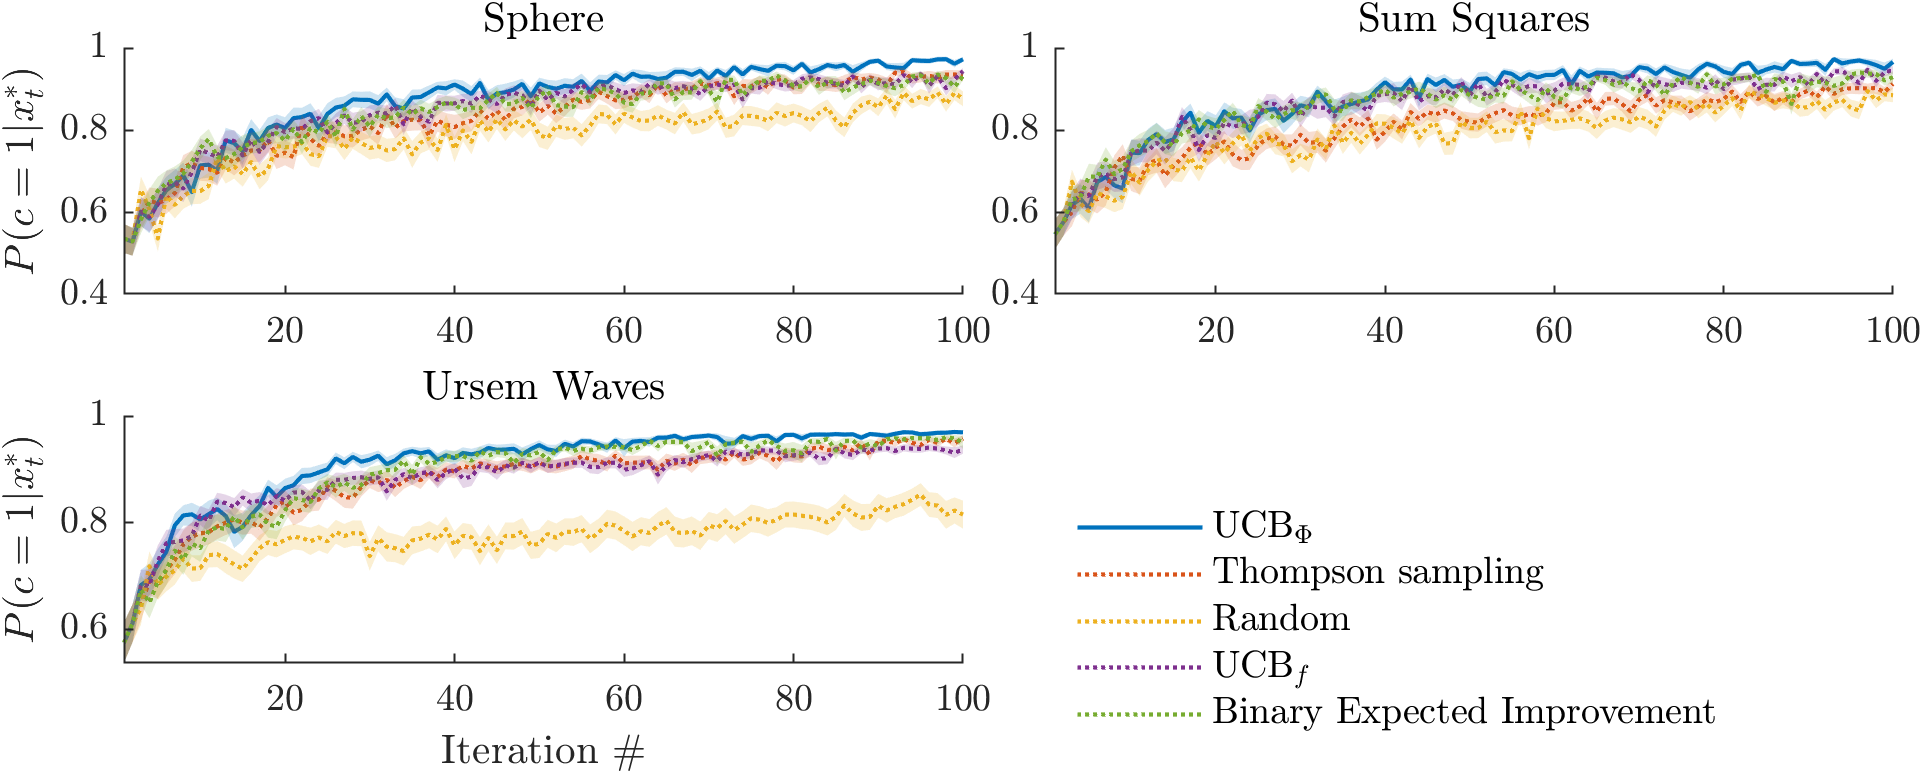 Sphere
P(c = 1|x_t^*)
1
0.8
0.6
0.4
20 40 60 80 100
Sum Squares
1
0.8
0.6
0.4
20 40 60 80 100
Ursem Waves
P(c = 1|x_t^*)
1
0.8
0.6
20 40 60 80 100
Iteration #
UCB_Φ
Thompson sampling
Random
UCB_f
Binary Expected Improvement